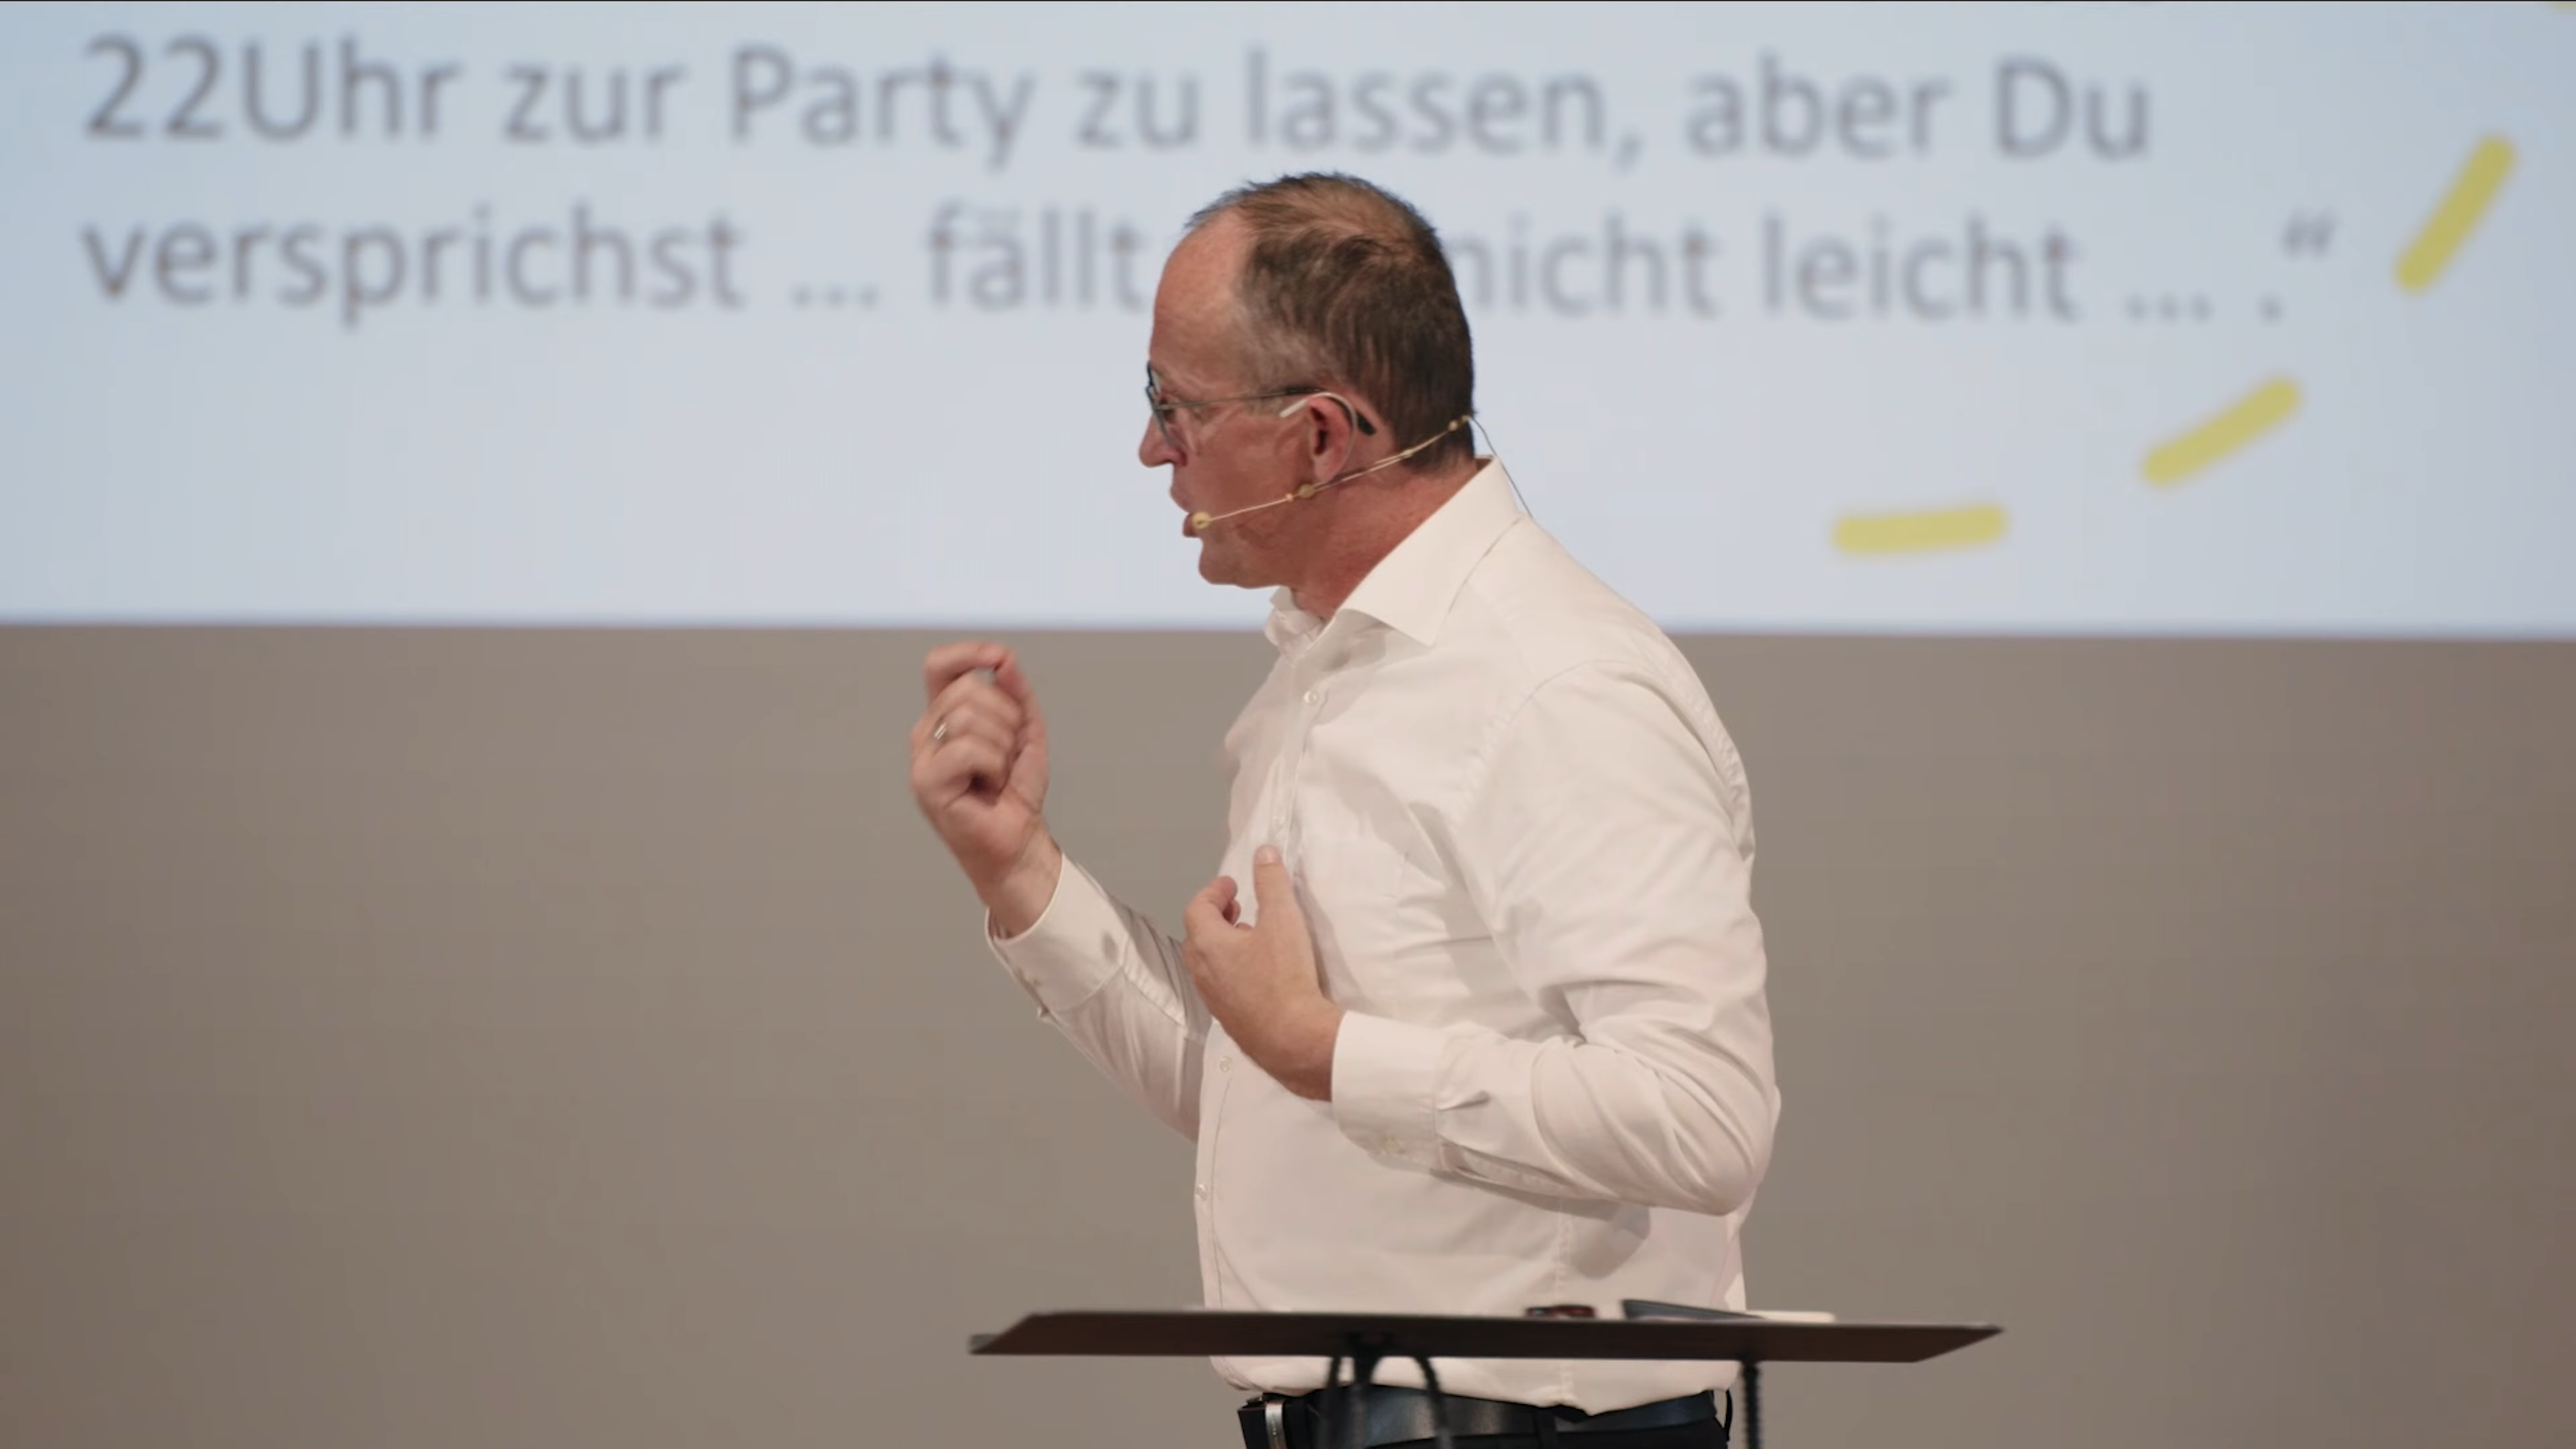 22Uhr zur Party zu lassen, aber Du
versprichst ... fällt nicht leicht ... .“